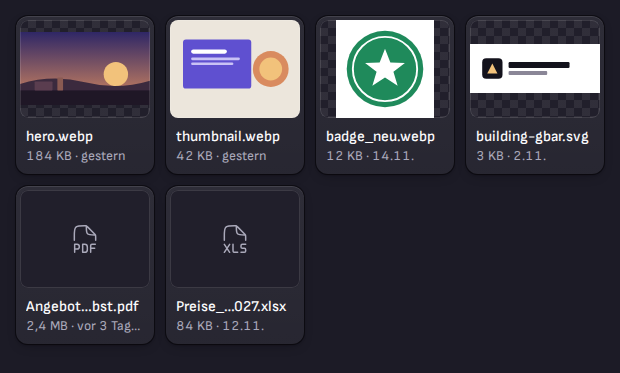 hero.webp
184 KB · gestern
thumbnail.webp
42 KB · gestern
badge_neu.webp
12 KB · 14.11.
building-gbar.svg
3 KB · 2.11.
PDF
Angebot...bst.pdf
2,4 MB · vor 3 Tag...
XLS
Preise_...027.xlsx
84 KB · 12.11.